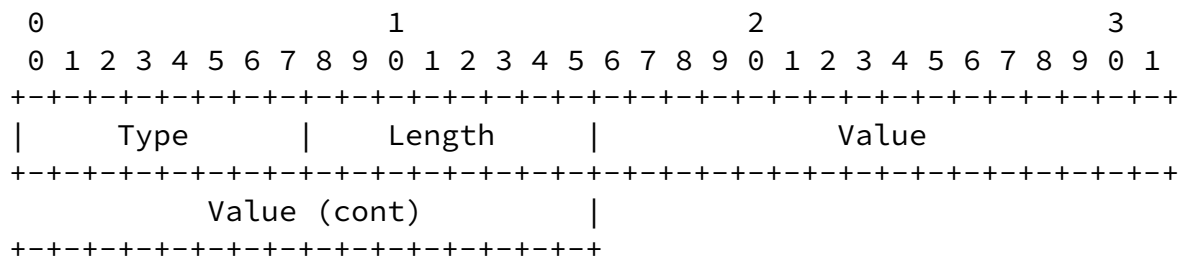 0                   1                   2                   3
 0 1 2 3 4 5 6 7 8 9 0 1 2 3 4 5 6 7 8 9 0 1 2 3 4 5 6 7 8 9 0 1
+-+-+-+-+-+-+-+-+-+-+-+-+-+-+-+-+-+-+-+-+-+-+-+-+-+-+-+-+-+-+-+-+
|     Type      |    Length     |             Value
+-+-+-+-+-+-+-+-+-+-+-+-+-+-+-+-+-+-+-+-+-+-+-+-+-+-+-+-+-+-+-+-+
           Value (cont)         |
+-+-+-+-+-+-+-+-+-+-+-+-+-+-+-+-+